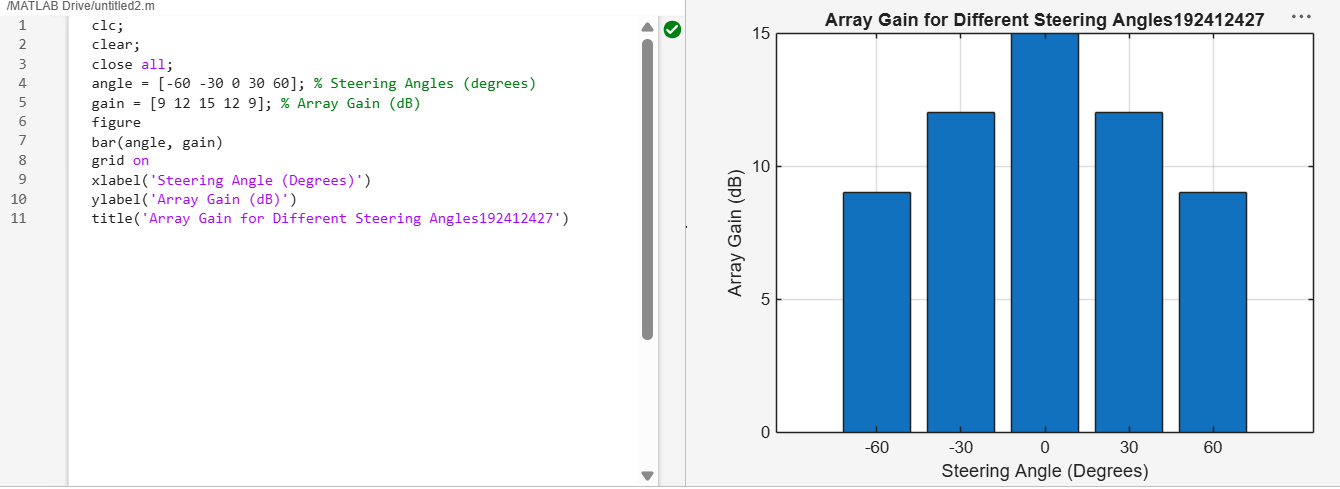 /MATLAB Drive/untitled2.m
1 clc;
2 clear;
3 close all;
4 angle = [-60 -30 0 30 60]; % Steering Angles (degrees)
5 gain = [9 12 15 12 9]; % Array Gain (dB)
6 figure
7 bar(angle, gain)
8 grid on
9 xlabel('Steering Angle (Degrees)')
10 ylabel('Array Gain (dB)')
11 title('Array Gain for Different Steering Angles192412427')
Array Gain for Different Steering Angles192412427
15
10
5
0
Array Gain (dB)
-60 -30 0 30 60
Steering Angle (Degrees)